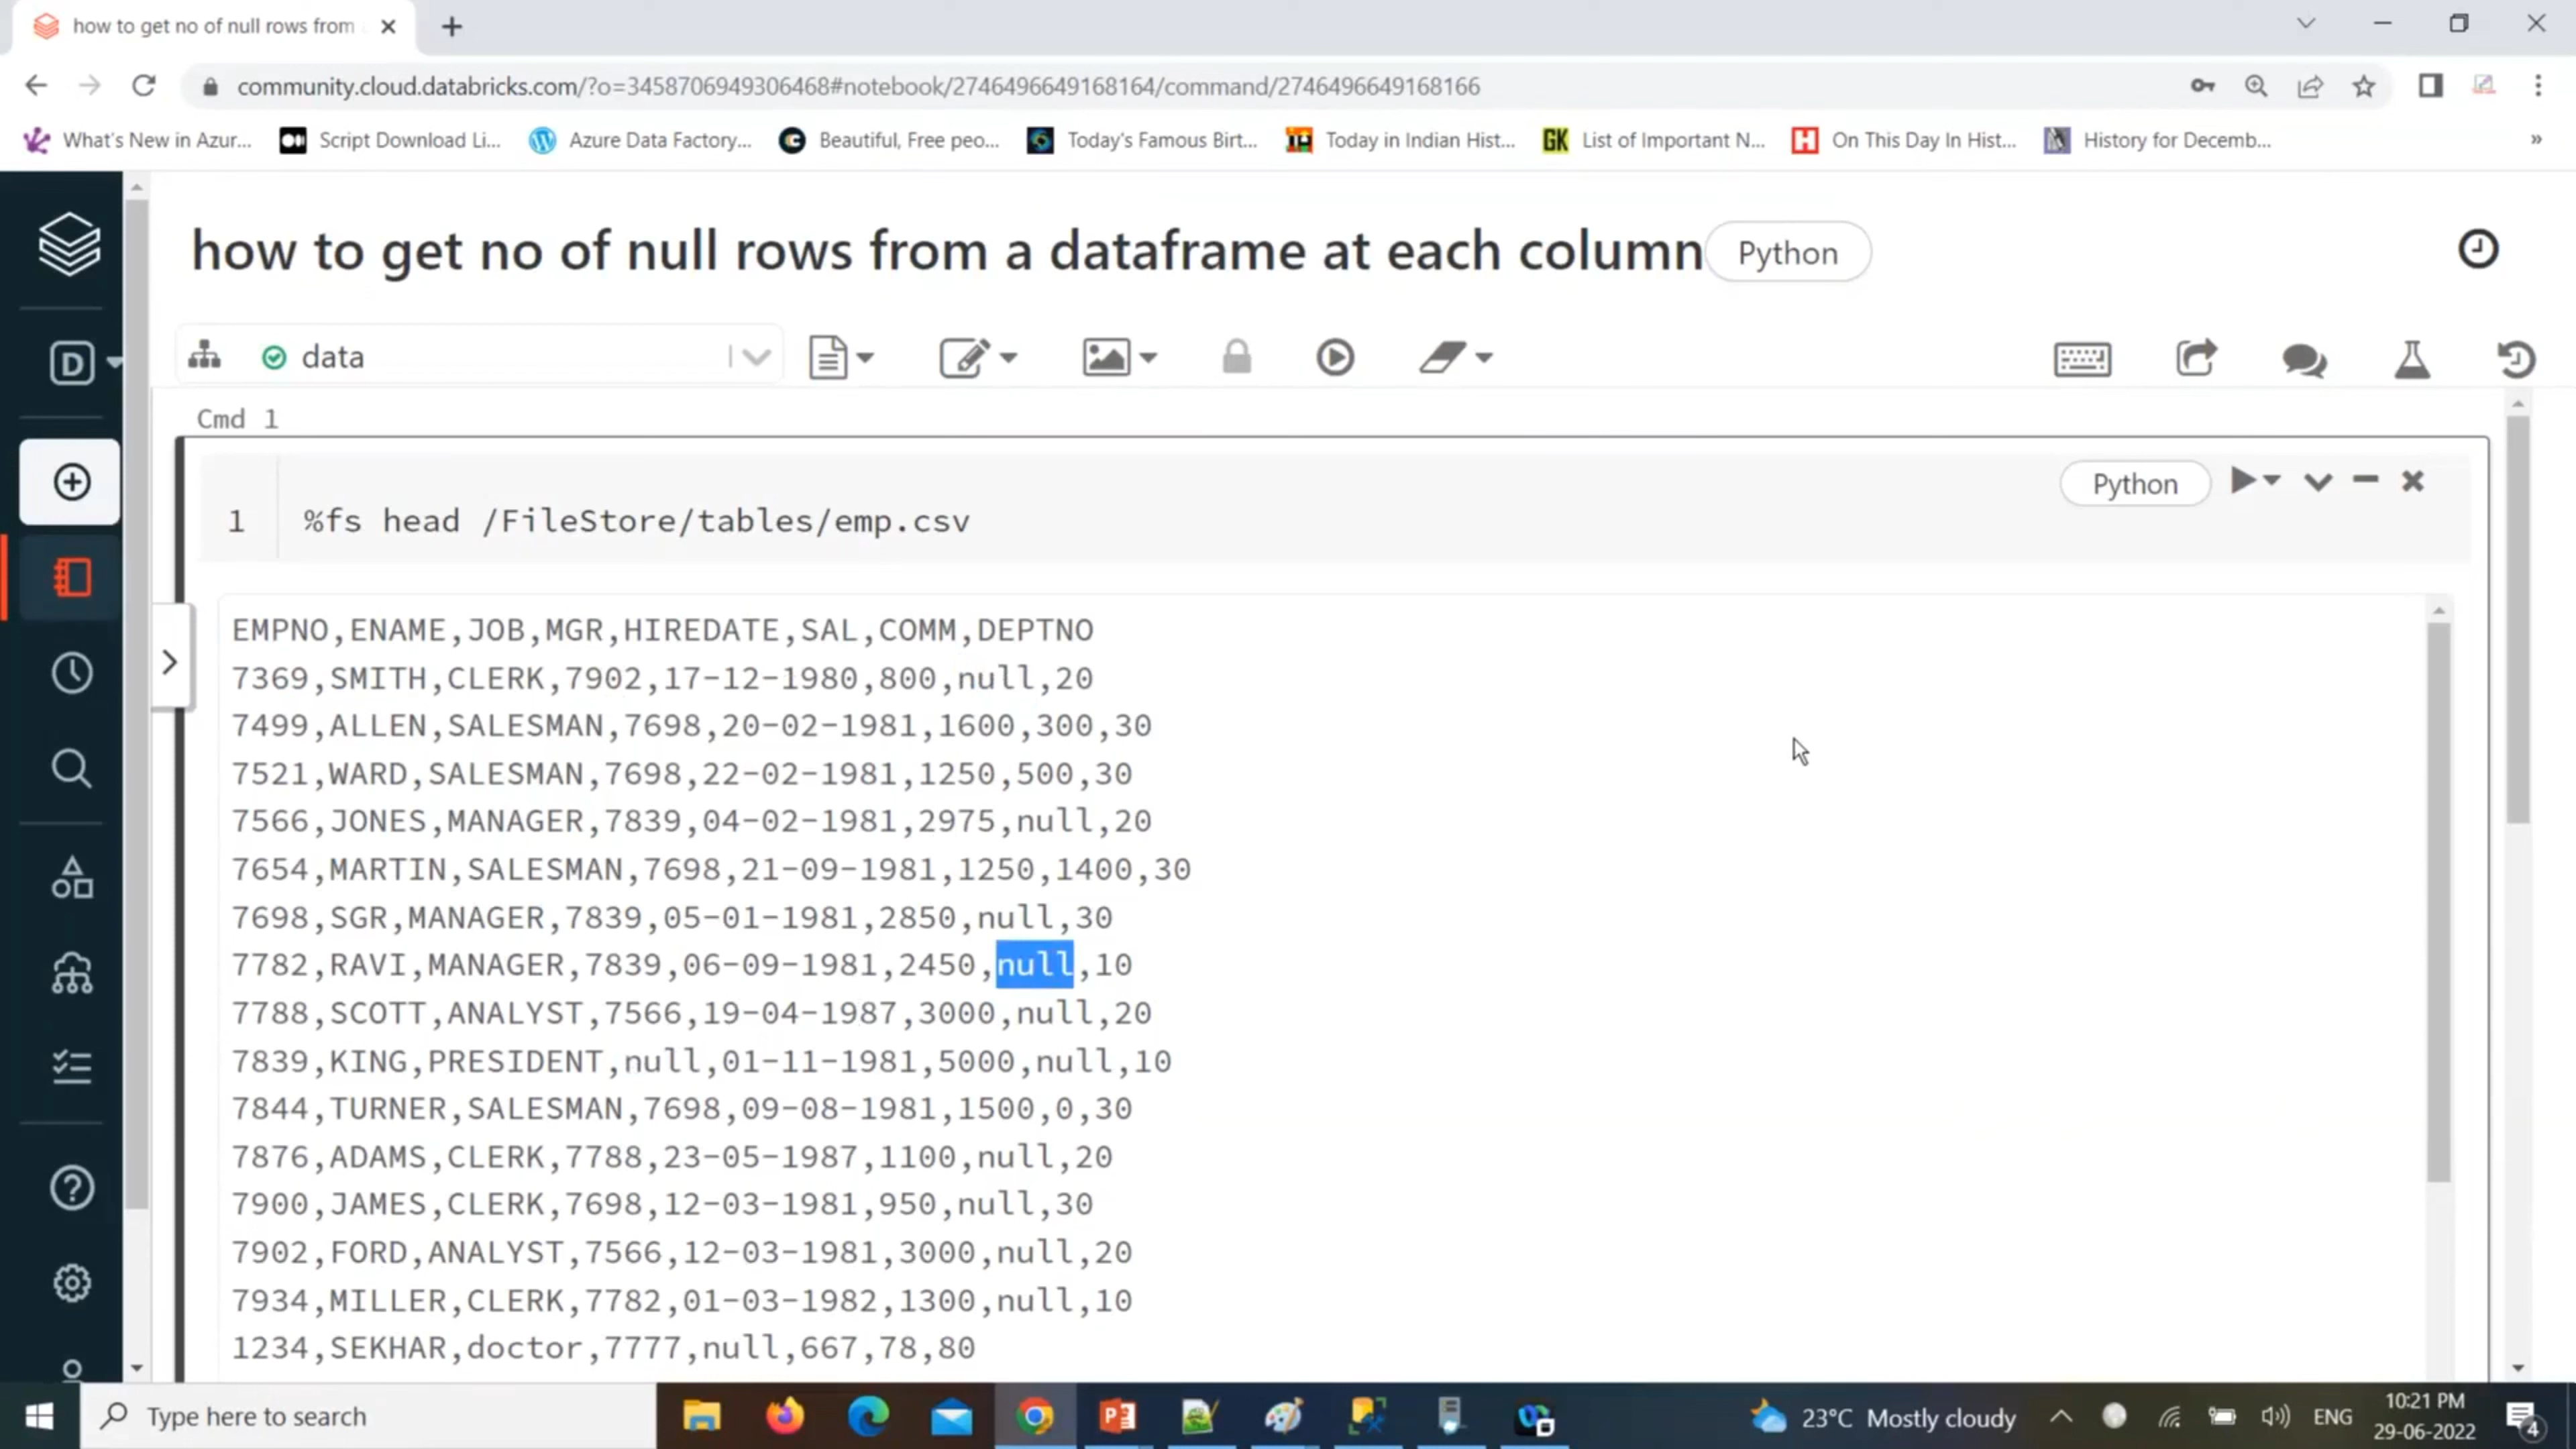 how to get no of null rows from
community.cloud.databricks.com/?o=3458706949306468#notebook/2746496649168164/command/2746496649168166
What's New in Azur...
Script Download Li...
Azure Data Factory...
Beautiful, Free peo...
Today's Famous Birt...
Today in Indian Hist...
GK
List of Important N...
H
On This Day In Hist...
History for Decemb...
»
how to get no of null rows from a dataframe at each column
Python
D
data
Cmd 1
Python
1 %fs head /FileStore/tables/emp.csv
EMPNO,ENAME,JOB,MGR,HIREDATE,SAL,COMM,DEPTNO
7369,SMITH,CLERK,7902,17-12-1980,800,null,20
7499,ALLEN,SALESMAN,7698,20-02-1981,1600,300,30
7521,WARD,SALESMAN,7698,22-02-1981,1250,500,30
7566,JONES,MANAGER,7839,04-02-1981,2975,null,20
7654,MARTIN,SALESMAN,7698,21-09-1981,1250,1400,30
7698,SGR,MANAGER,7839,05-01-1981,2850,null,30
7782,RAVI,MANAGER,7839,06-09-1981,2450,null,10
7788,SCOTT,ANALYST,7566,19-04-1987,3000,null,20
7839,KING,PRESIDENT,null,01-11-1981,5000,null,10
7844,TURNER,SALESMAN,7698,09-08-1981,1500,0,30
7876,ADAMS,CLERK,7788,23-05-1987,1100,null,20
7900,JAMES,CLERK,7698,12-03-1981,950,null,30
7902,FORD,ANALYST,7566,12-03-1981,3000,null,20
7934,MILLER,CLERK,7782,01-03-1982,1300,null,10
1234,SEKHAR,doctor,7777,null,667,78,80
Type here to search
23°C Mostly cloudy
ENG
10:21 PM
29-06-2022
4